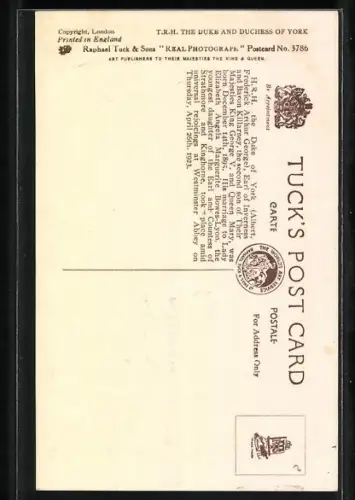 Copyright, London
Printed in England
T.R.H. THE DUKE AND DUCHESS OF YORK
Raphael Tuck & Sons "REAL PHOTOGRAPH" Postcard No. 3786
ART PUBLISHERS TO THEIR MAJESTIES THE KING & QUEEN.
TUCK'S POST CARD
By Appointment
CARTE
POSTALE
For Address Only
H.R.H. the Duke of York (Albert,
Frederick Arthur George), Earl of Inverness
and Baron Killarney, the second son of Their
Majesties King George V. and Queen Mary, was
born December 14th, 1895. His marriage to Lady
Elizabeth Angela Marguerite Bowes-Lyon, the
youngest daughter of the Earl and Countess of
Strathmore and Kinghorne, took place amid
universal rejoicings at Westminster Abbey on
Thursday, April 26th, 1923.